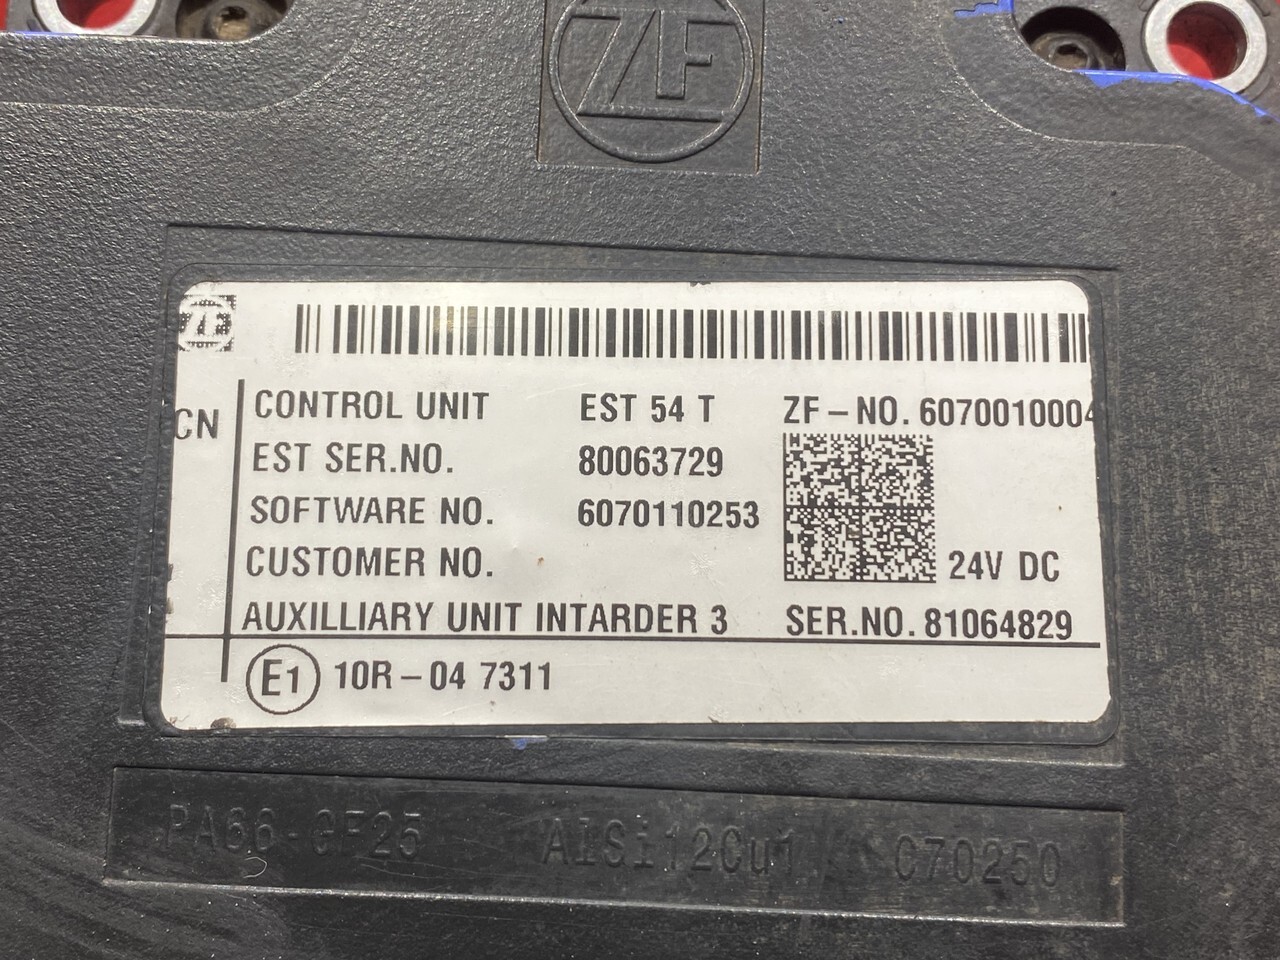 ZF
ZF
CONTROL UNIT EST 54 T ZF-NO. 6070010004
CN
EST SER.NO. 80063729
SOFTWARE NO. 6070110253
CUSTOMER NO. 24V DC
AUXILLIARY UNIT INTARDER 3 SER.NO. 81064829
E1 10R-04 7311
PA66-GF25 AlSi12Cu1 C70250